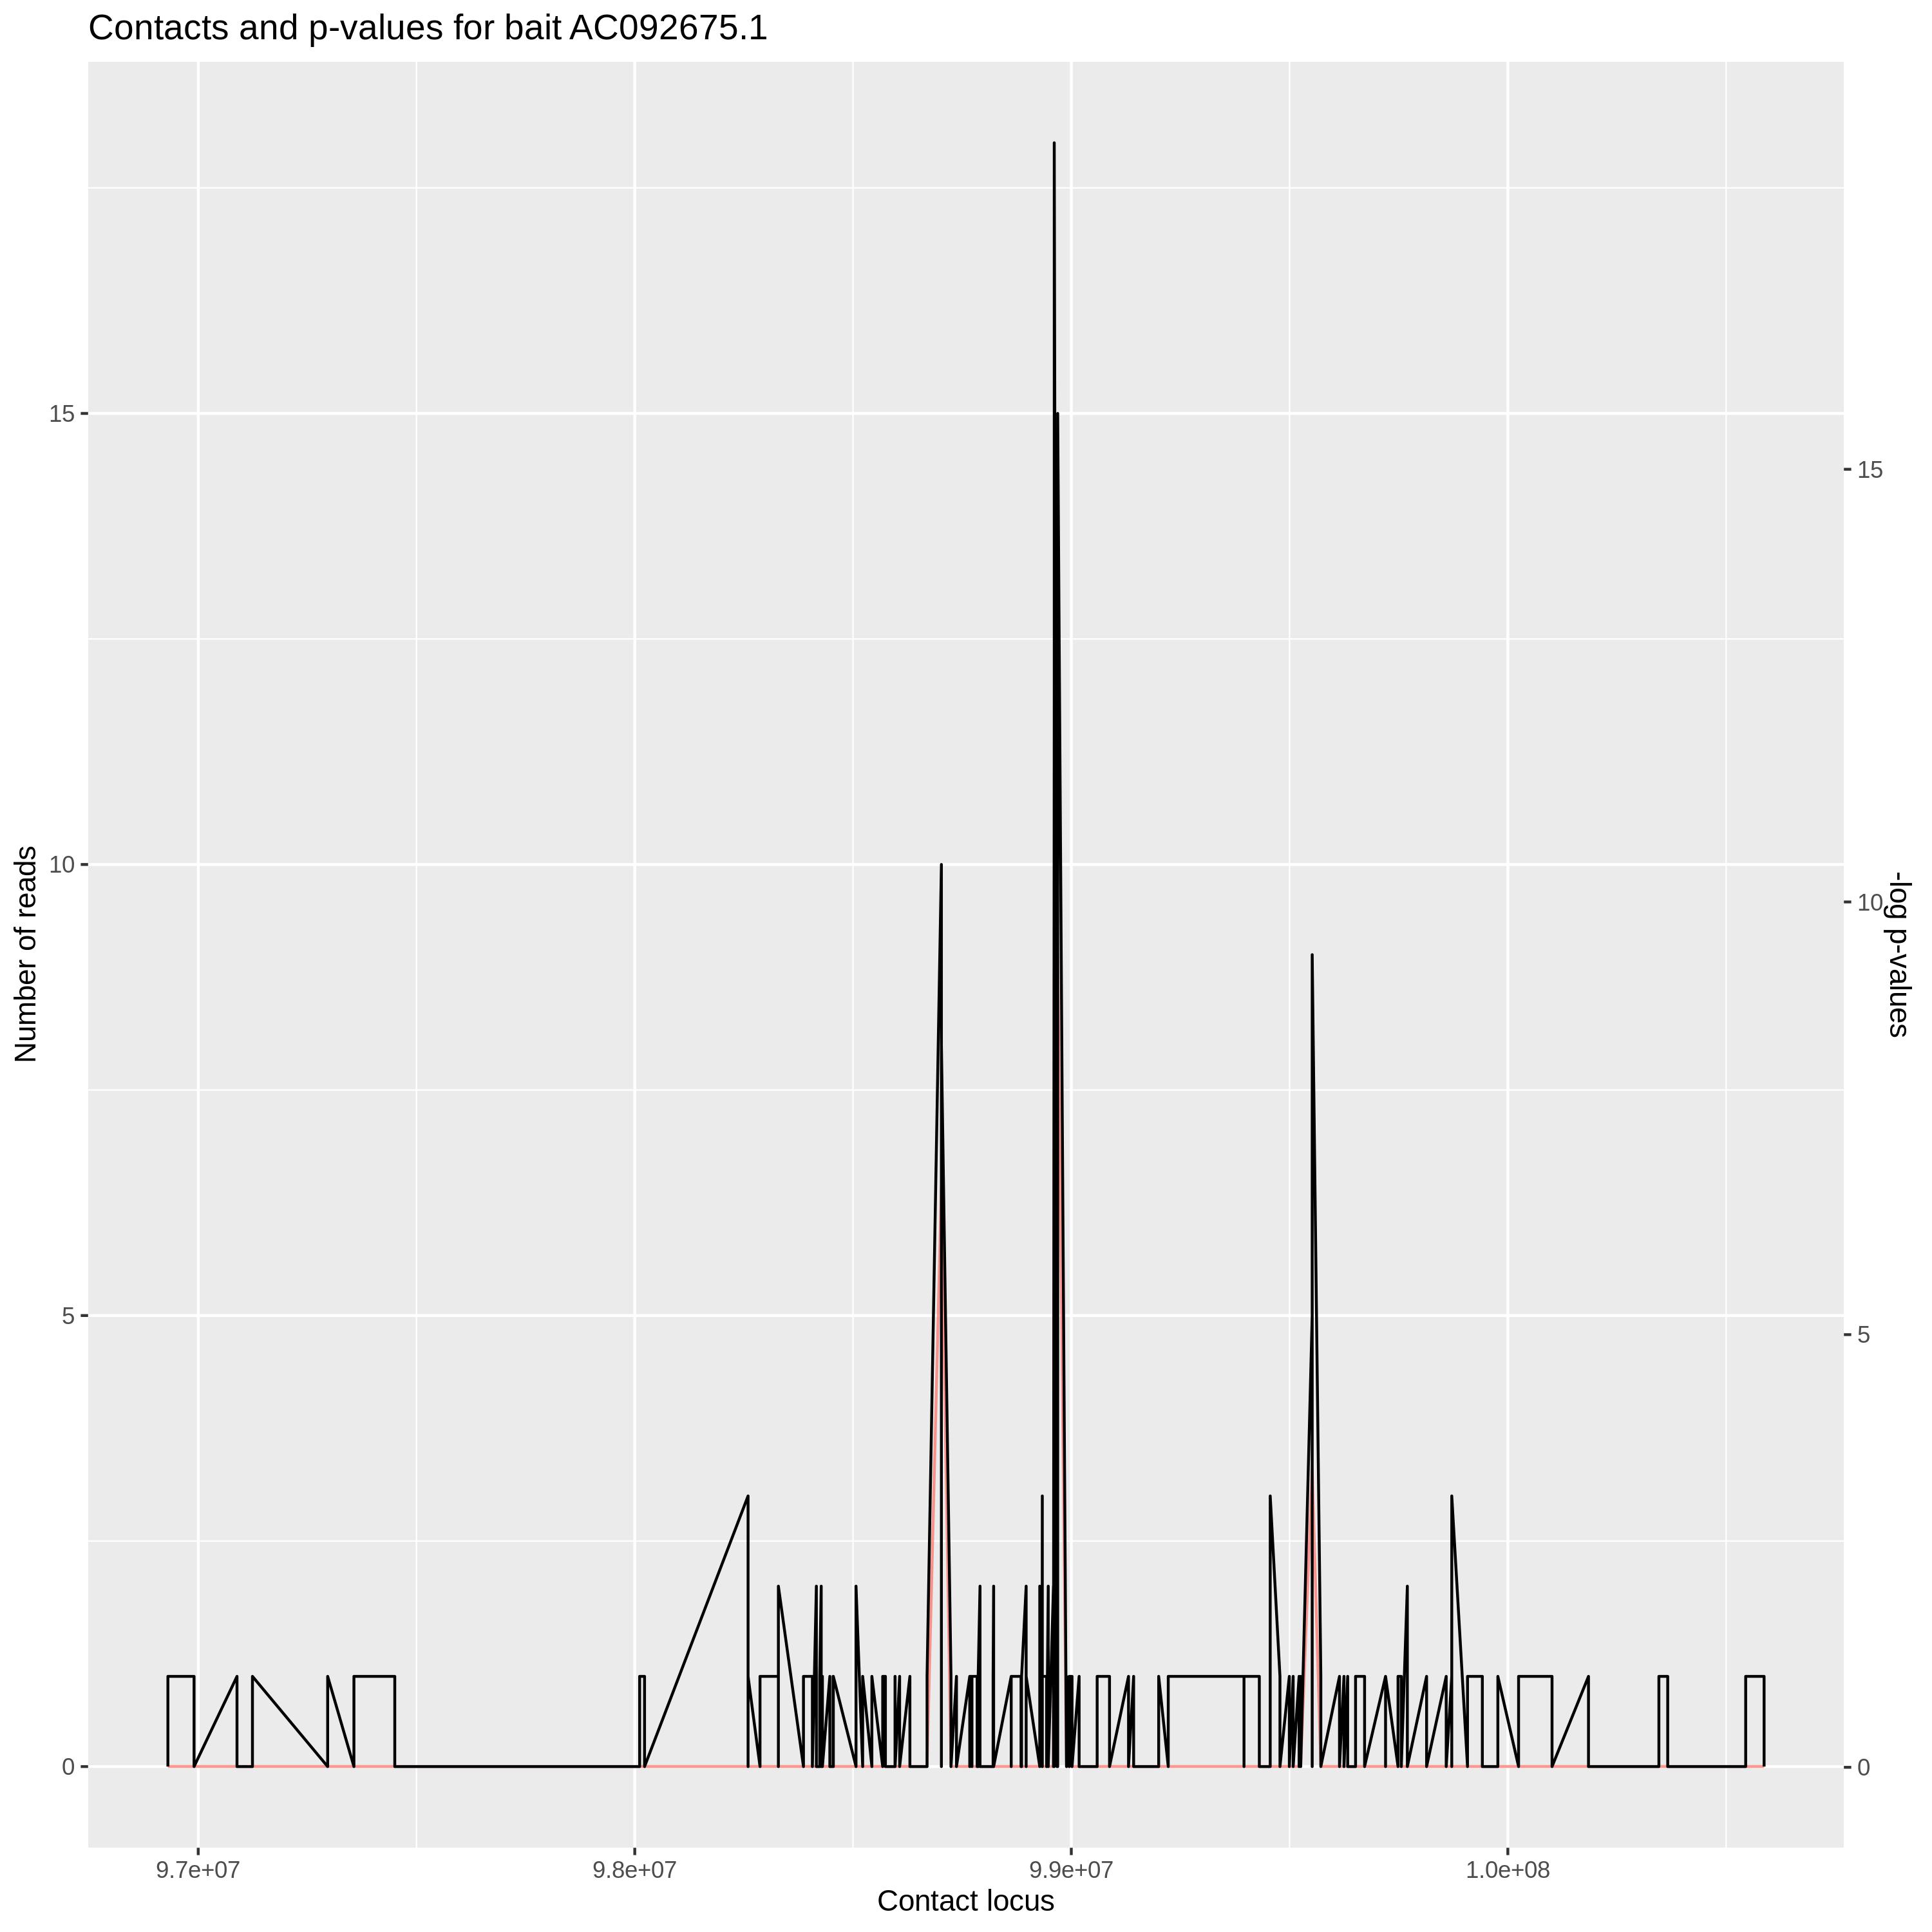 Contacts and p-values for bait AC092675.1
15
10
5
0
Number of reads
15
10
5
0
-log p-values
9.7e+07
9.8e+07
9.9e+07
1.0e+08
Contact locus